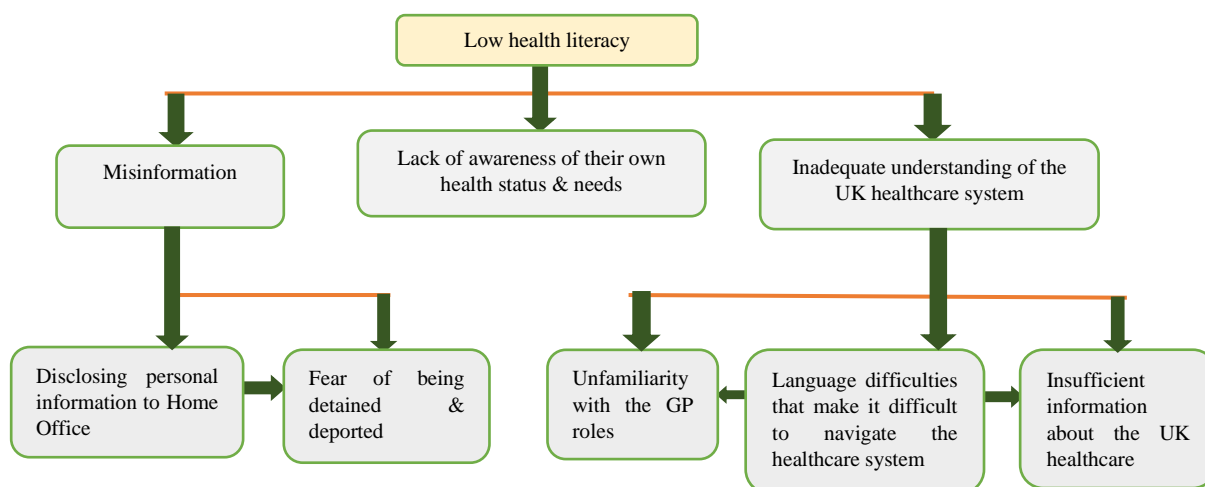 Low health literacy
Misinformation
Lack of awareness of their own
health status & needs
Inadequate understanding of the
UK healthcare system
Disclosing personal
information to Home
Office
Fear of being
detained &
deported
Unfamiliarity
with the GP
roles
Language difficulties
that make it difficult
to navigate the
healthcare system
Insufficient
information
about the UK
healthcare